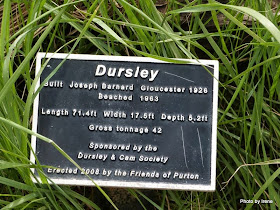 Dursley
Built Joseph Barnard Gloucester 1926
Beached 1963
Length 71.4ft Width 17.5ft Depth 5.2ft
Gross tonnage 42
Sponsored by the
Dursley & Cam Society
Erected 2008 by the Friends of Purton
Photo by Irene